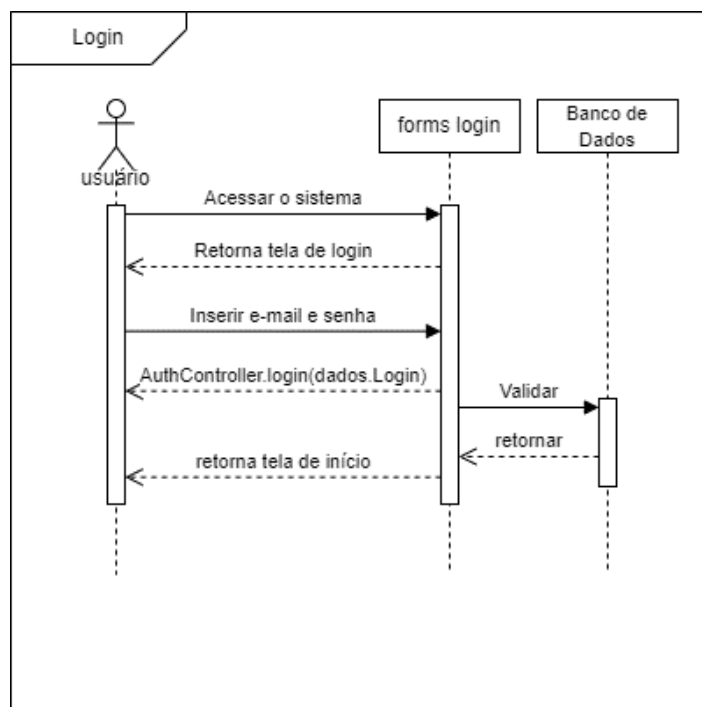 Login
usuário
forms login
Banco de
Dados
Acessar o sistema
Retorna tela de login
Inserir e-mail e senha
AuthController.login(dados.Login)
Validar
retornar
retorna tela de início